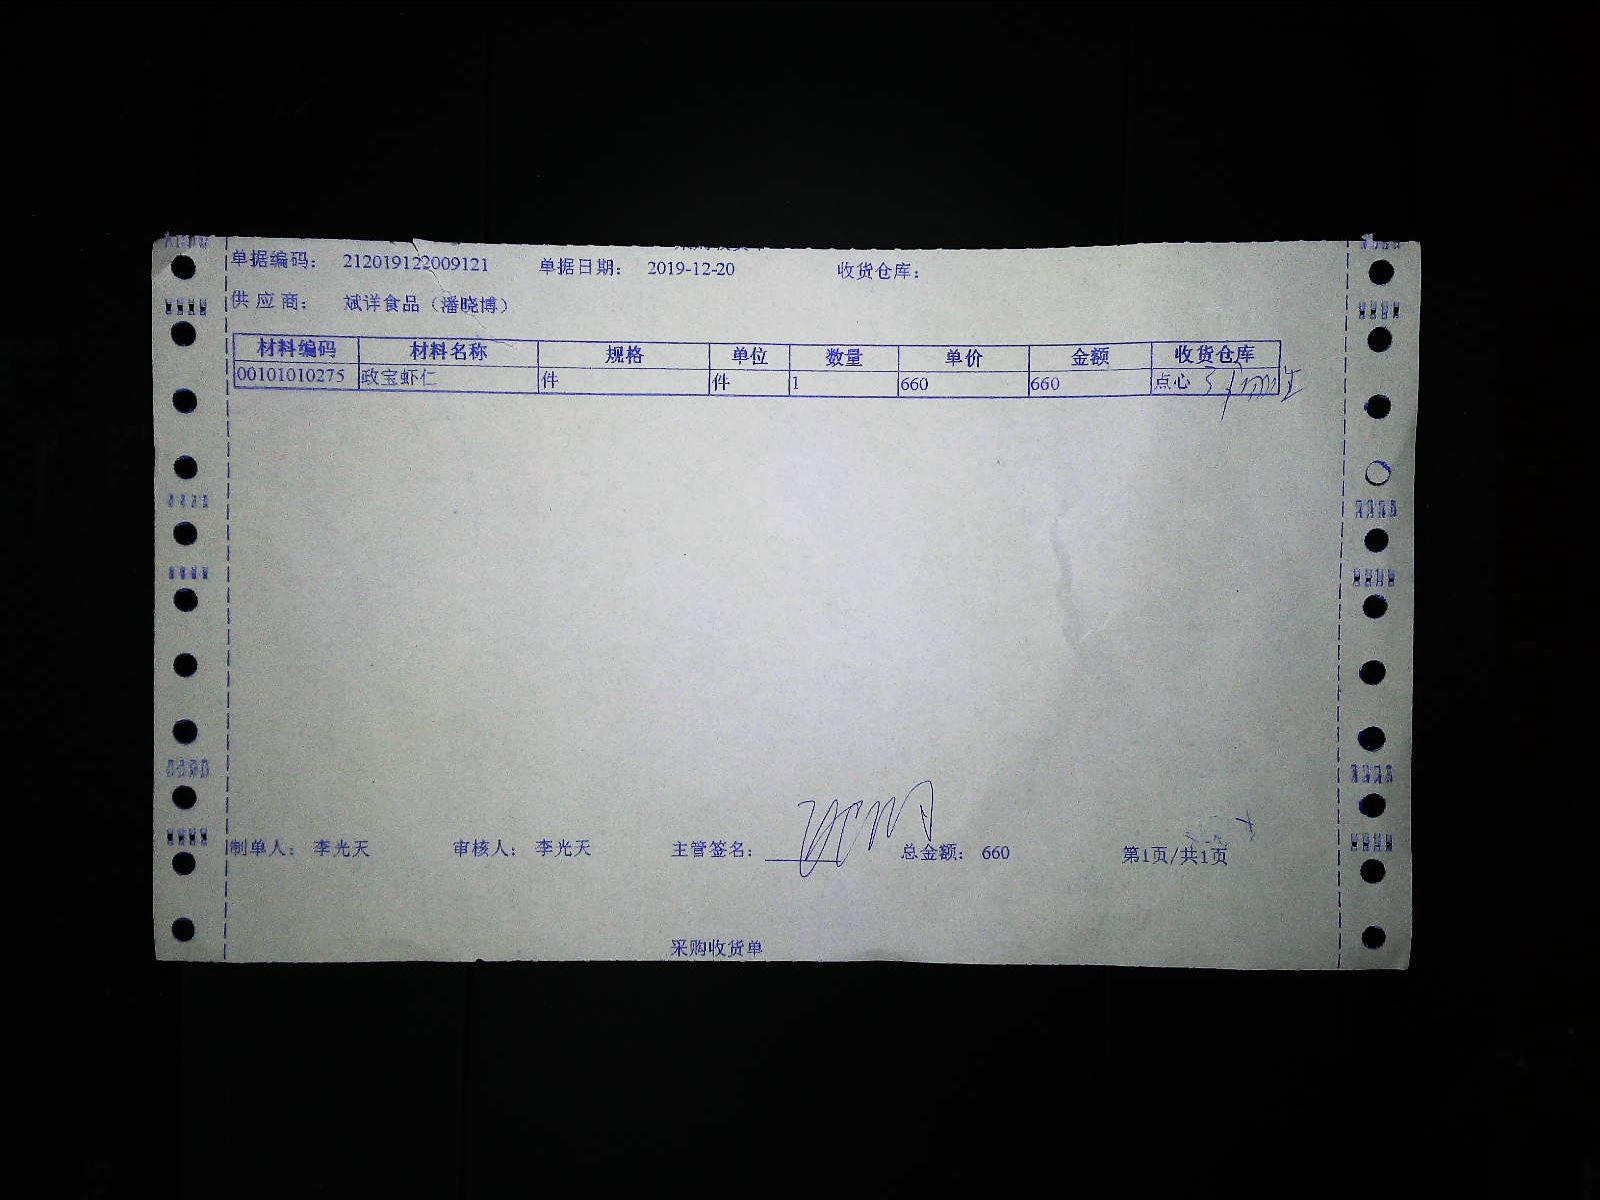 单据编码： 212019122009121 单据日期： 2019-12-20 收货仓库：
供应商： 斌详食品（潘晓博）
材料编码 材料名称 规格 单位 数量 单价 金额 收货仓库
00101010275 政宝虾仁 件 件 1 660 660 点心
制单人： 李光天 审核人： 李光天 主管签名： 总金额： 660 第1页/共1页
采购收货单